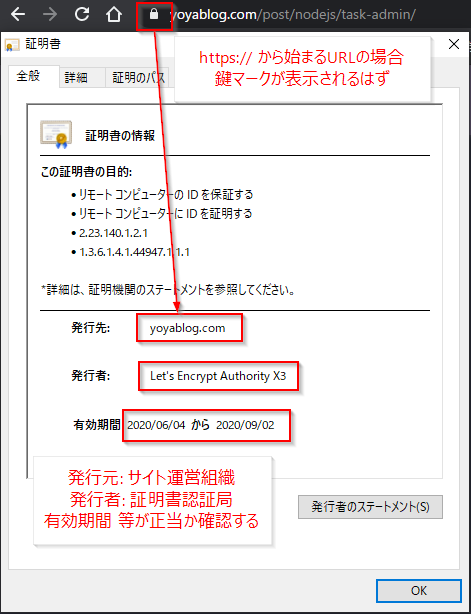 yoyablog.com/post/nodejs/task-admin/
証明書
https:// から始まるURLの場合
鍵マークが表示されるはず
全般 詳細 証明のパス
証明書の情報
この証明書の目的:
• リモート コンピューターの ID を保証する
• リモート コンピューターに ID を証明する
• 2.23.140.1.2.1
• 1.3.6.1.4.1.44947.1.1.1
*詳細は、証明機関のステートメントを参照してください。
発行先: yoyablog.com
発行者: Let's Encrypt Authority X3
有効期間 2020/06/04 から 2020/09/02
発行元: サイト運営組織
発行者: 証明書認証局
有効期間 等が正当か確認する
発行者のステートメント(S)
OK